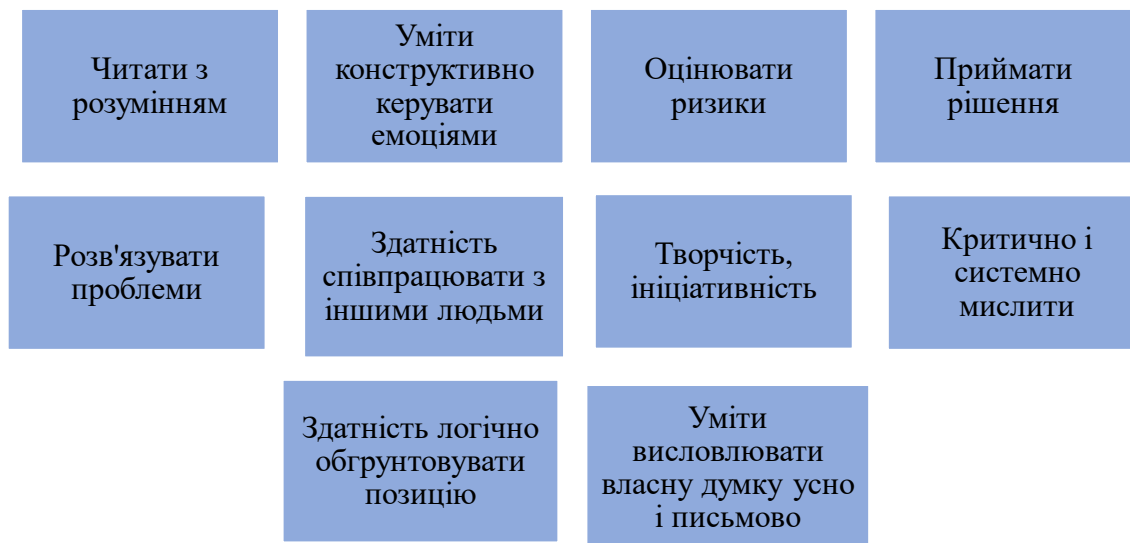 Читати з
розумінням
Уміти
конструктивно
керувати
емоціями
Оцінювати
ризики
Приймати
рішення
Розв'язувати
проблеми
Здатність
співпрацювати з
іншими людьми
Творчість,
ініціативність
Критично і
системно
мислити
Здатність логічно
обгрунтовувати
позицію
Уміти
висловлювати
власну думку усно
і письмово